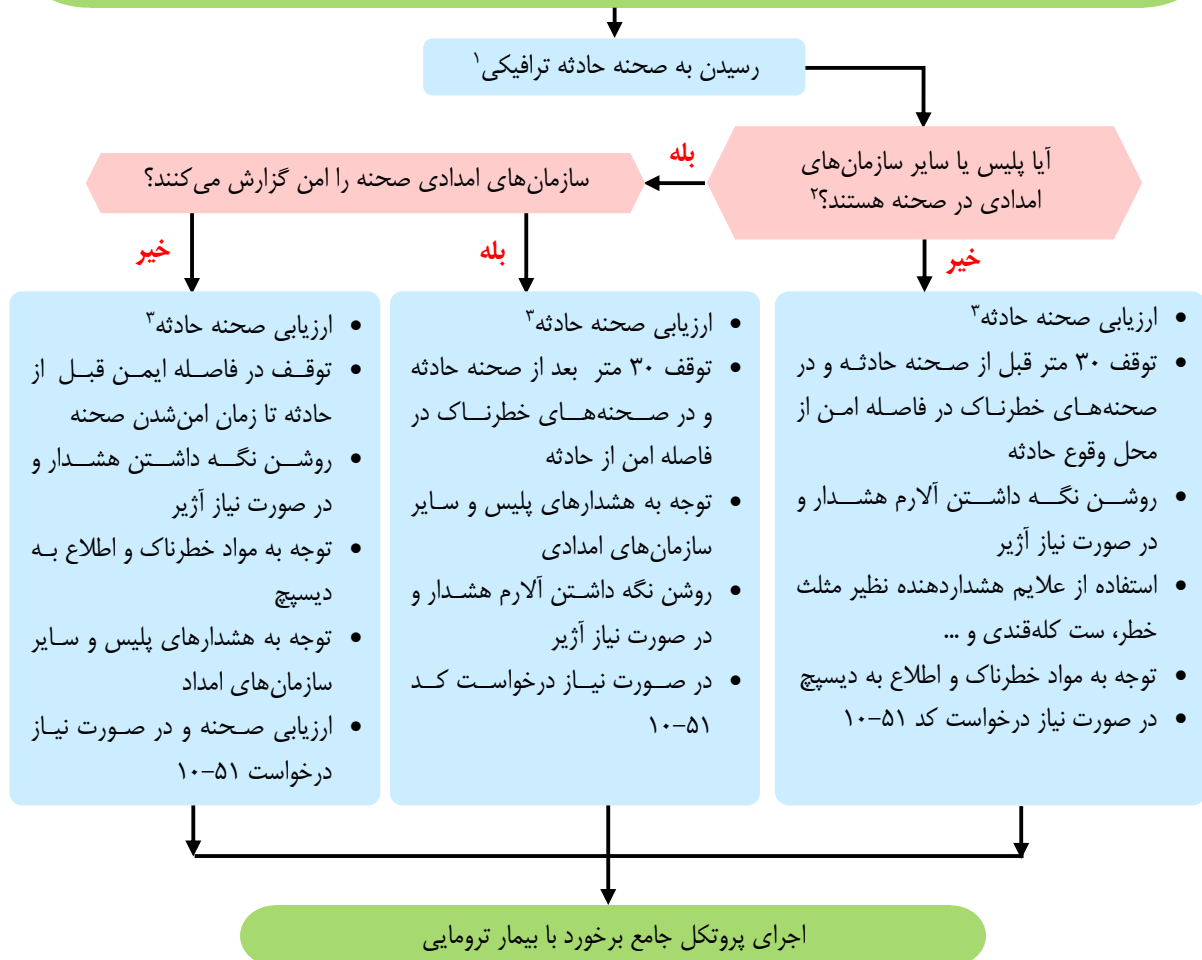 رسیدن به صحنه حادثه ترافیکی۱
آیا پلیس یا سایر سازمان‌های
امدادی در صحنه هستند؟۲
بله
سازمان‌های امدادی صحنه را امن گزارش می‌کنند؟
خیر
بله
خیر
• ارزیابی صحنه حادثه۳
• توقف ۳۰ متر قبل از صحنه حادثه و در
صحنه‌های خطرناک در فاصله امن از
محل وقوع حادثه
• روشن نگه داشتن آلارم هشدار و
در صورت نیاز آژیر
• استفاده از علایم هشداردهنده نظیر مثلث
خطر، ست کله‌قندی و ...
• توجه به مواد خطرناک و اطلاع به دیسپچ
• در صورت نیاز درخواست کد ۵۱-۱۰
• ارزیابی صحنه حادثه۳
• توقف ۳۰ متر بعد از صحنه حادثه
و در صحنه‌های خطرناک در
فاصله امن از حادثه
• توجه به هشدارهای پلیس و سایر
سازمان‌های امدادی
• روشن نگه داشتن آلارم هشدار و
در صورت نیاز آژیر
• در صورت نیاز درخواست کد
۵۱-۱۰
• ارزیابی صحنه حادثه۳
• توقف در فاصله ایمن قبل از
حادثه تا زمان امن‌شدن صحنه
• روشن نگه داشتن هشدار و
در صورت نیاز آژیر
• توجه به مواد خطرناک و اطلاع به
دیسپچ
• توجه به هشدارهای پلیس و سایر
سازمان‌های امداد
• ارزیابی صحنه و در صورت نیاز
درخواست ۵۱-۱۰
اجرای پروتکل جامع برخورد با بیمار ترومایی